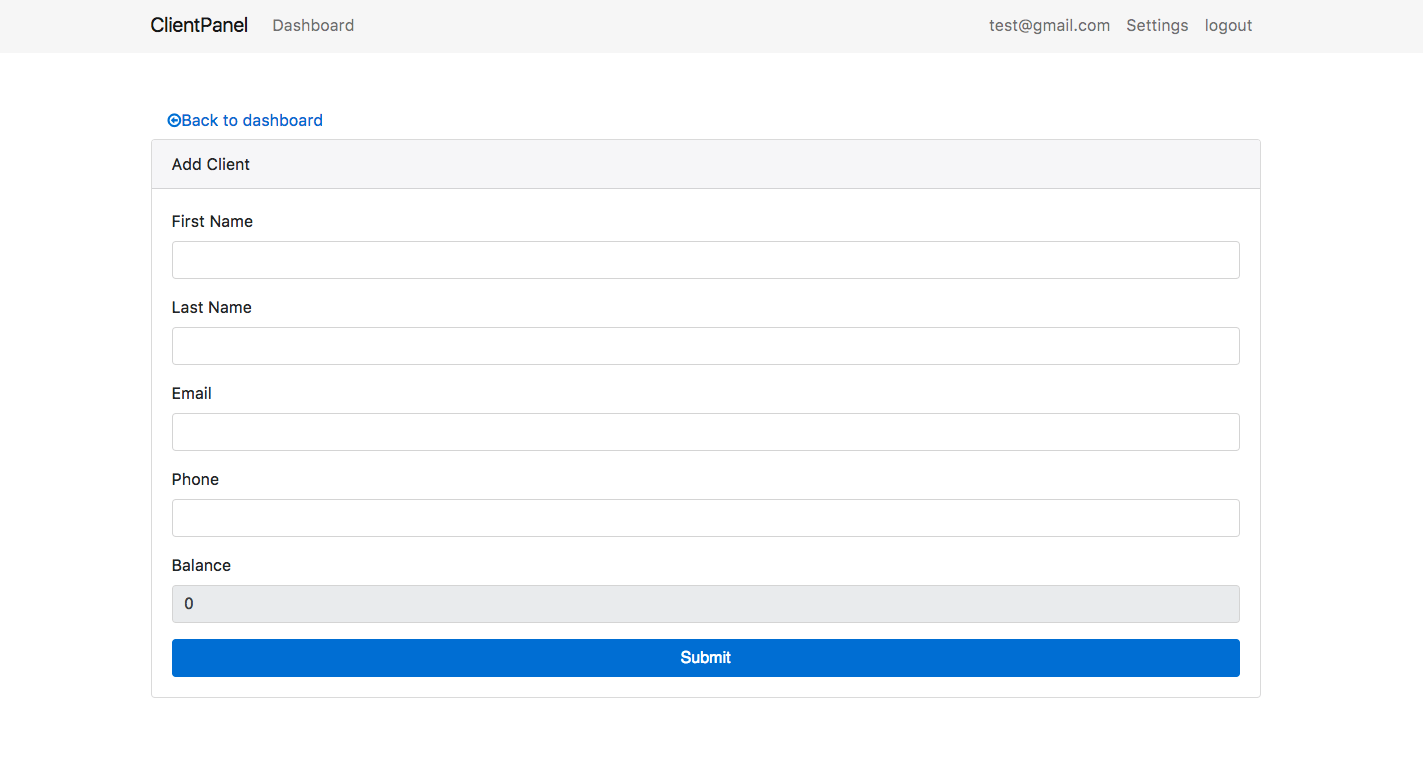 ClientPanel Dashboard test@gmail.com Settings logout
Back to dashboard
Add Client
First Name
Last Name
Email
Phone
Balance
0
Submit